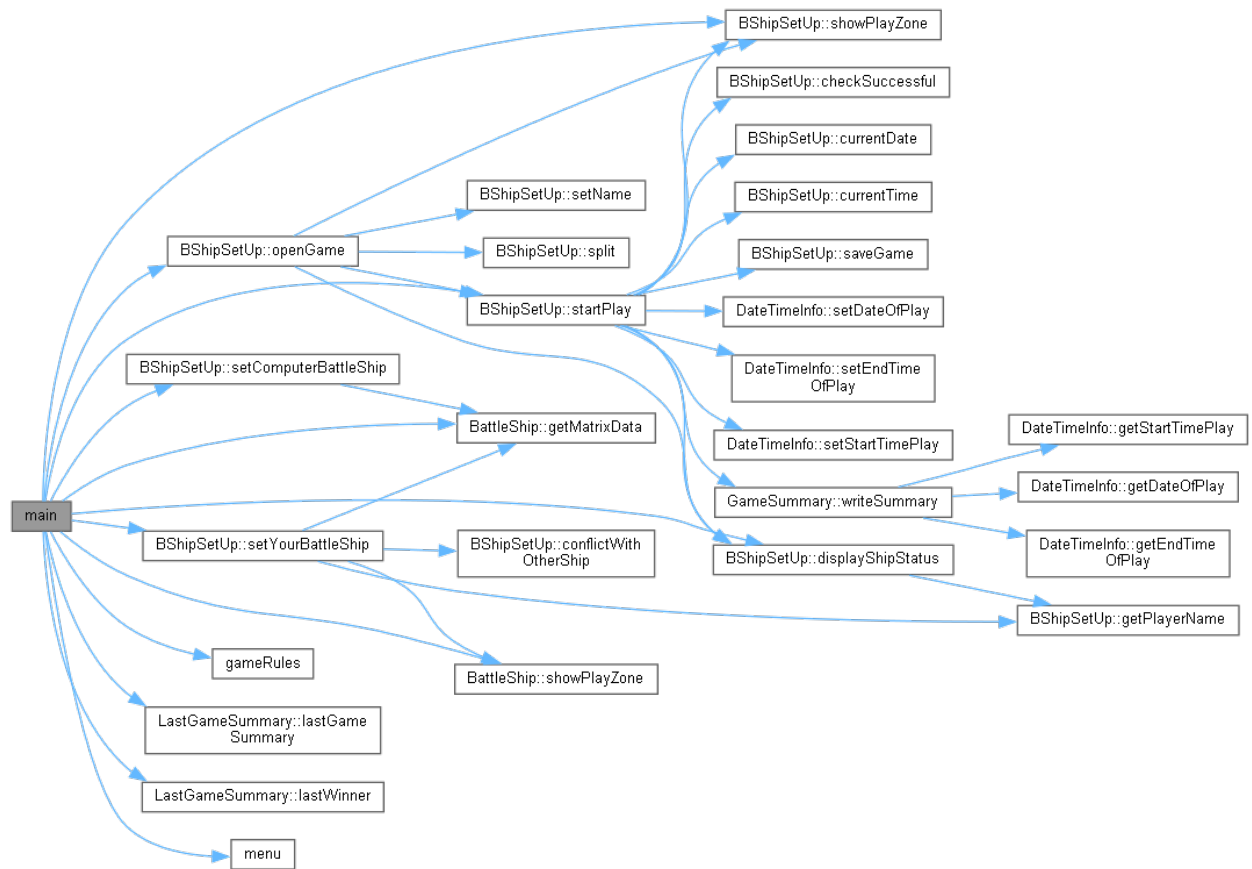 BShipSetUp::showPlayZone
BShipSetUp::checkSuccessful
BShipSetUp::currentDate
BShipSetUp::setName
BShipSetUp::currentTime
BShipSetUp::openGame
BShipSetUp::split
BShipSetUp::saveGame
BShipSetUp::startPlay
DateTimeInfo::setDateOfPlay
BShipSetUp::setComputerBattleShip
DateTimeInfo::setEndTime
OfPlay
BattleShip::getMatrixData
DateTimeInfo::getStartTimePlay
DateTimeInfo::setStartTimePlay
DateTimeInfo::getDateOfPlay
GameSummary::writeSummary
main
BShipSetUp::setYourBattleShip
BShipSetUp::conflictWith
OtherShip
DateTimeInfo::getEndTime
OfPlay
BShipSetUp::displayShipStatus
BShipSetUp::getPlayerName
gameRules
BattleShip::showPlayZone
LastGameSummary::lastGame
Summary
LastGameSummary::lastWinner
menu